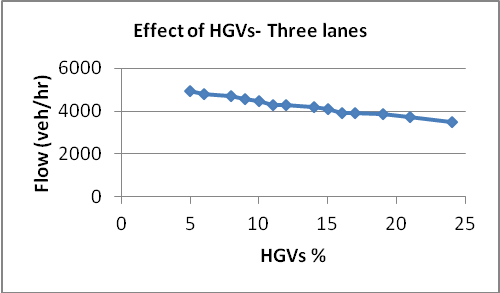 Effect of HGVs- Three lanes
Flow (veh/hr)
6000
4000
2000
0
0 5 10 15 20 25
HGVs %